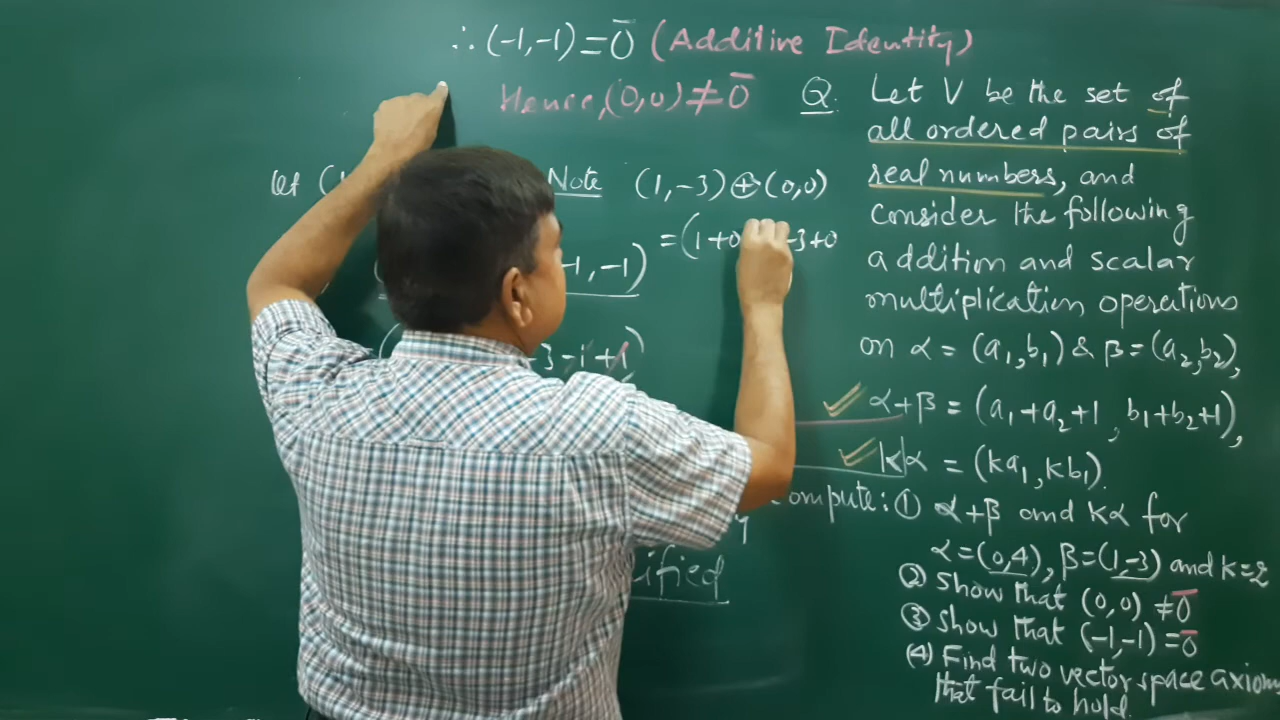 ∴ (-1,-1) = 0̄ (Additive Identity)
Hence, (0,0) ≠ 0̄
let (1
Note (1,-3) ⊕ (0,0)
= (1+0 -3+0
-1, -1)
-3-1+1)
ified
Q. Let V be the set of
all ordered pairs of
real numbers, and
consider the following
addition and scalar
multiplication operations
on α = (a₁,b₁) & β = (a₂,b₂),
✓ α+β = (a₁+a₂+1, b₁+b₂+1),
✓ kα = (ka₁, kb₁).
compute: ① α+β and kα for
α=(0,4), β=(1,-3) and k=2
② show that (0,0) ≠ 0̄
③ show that (-1,-1) = 0̄
(4) Find two vector space axiom
that fail to hold.